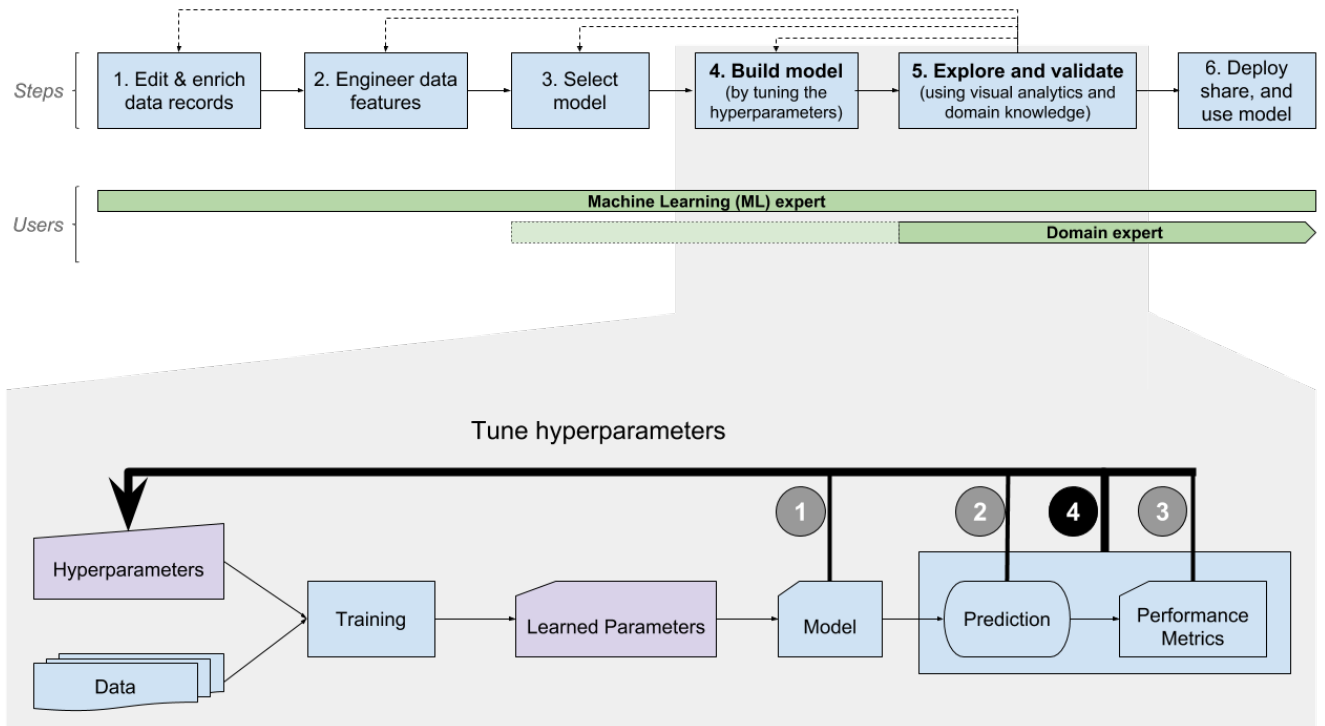 Steps
1. Edit & enrich
data records
2. Engineer data
features
3. Select
model
4. Build model
(by tuning the
hyperparameters)
5. Explore and validate
(using visual analytics and
domain knowledge)
6. Deploy
share, and
use model
Users
Machine Learning (ML) expert
Domain expert
Tune hyperparameters
1
2
4
3
Hyperparameters
Data
Training
Learned Parameters
Model
Prediction
Performance
Metrics